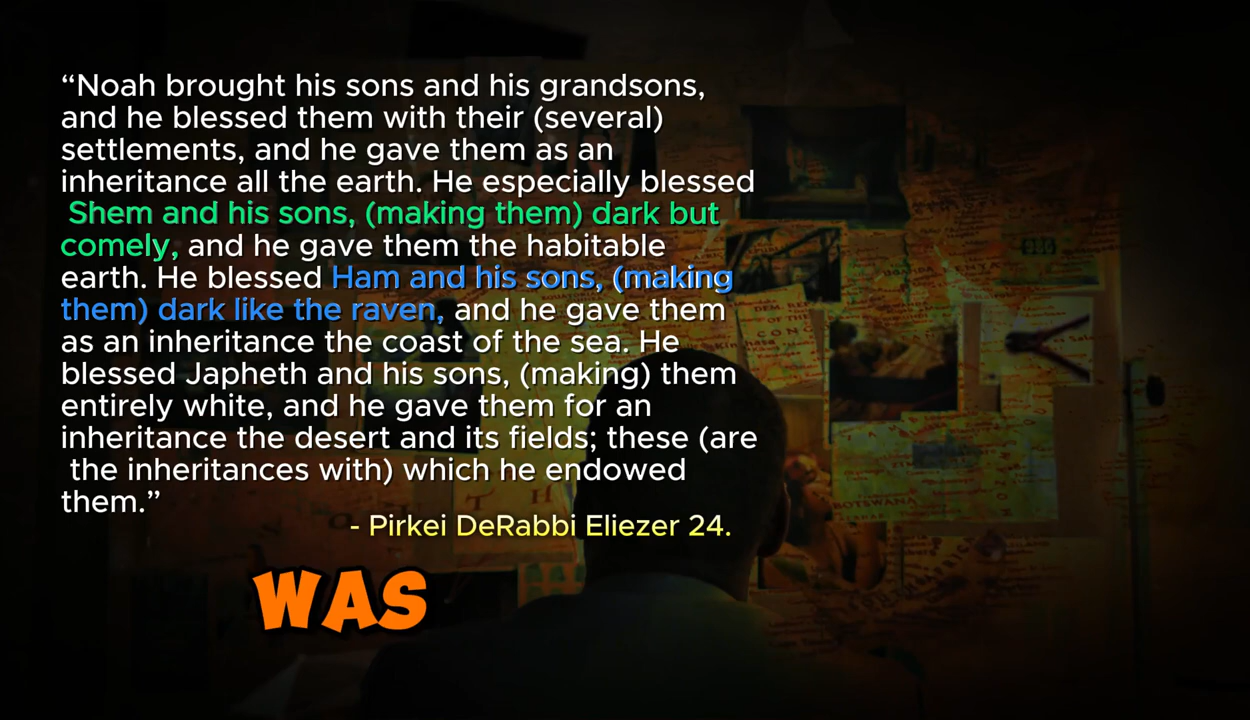 “Noah brought his sons and his grandsons,
and he blessed them with their (several)
settlements, and he gave them as an
inheritance all the earth. He especially blessed
Shem and his sons, (making them) dark but
comely, and he gave them the habitable
earth. He blessed Ham and his sons, (making
them) dark like the raven, and he gave them
as an inheritance the coast of the sea. He
blessed Japheth and his sons, (making) them
entirely white, and he gave them for an
inheritance the desert and its fields; these (are
the inheritances with) which he endowed
them.”
- Pirkei DeRabbi Eliezer 24.
WAS
BOTSWANA